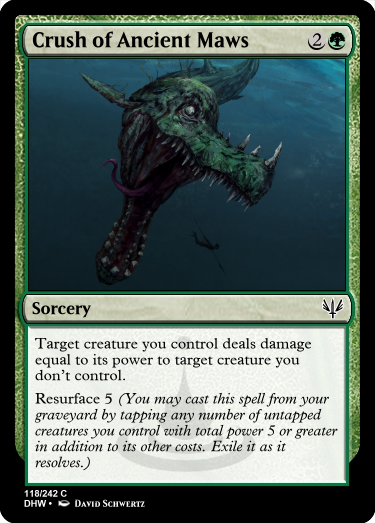 Crush of Ancient Maws 2
Sorcery
Target creature you control deals damage
equal to its power to target creature you
don't control.
Resurface 5 (You may cast this spell from your
graveyard by tapping any number of untapped
creatures you control with total power 5 or greater
in addition to its other costs. Exile it as it
resolves.)
118/242 C
DHW • David Schwertz